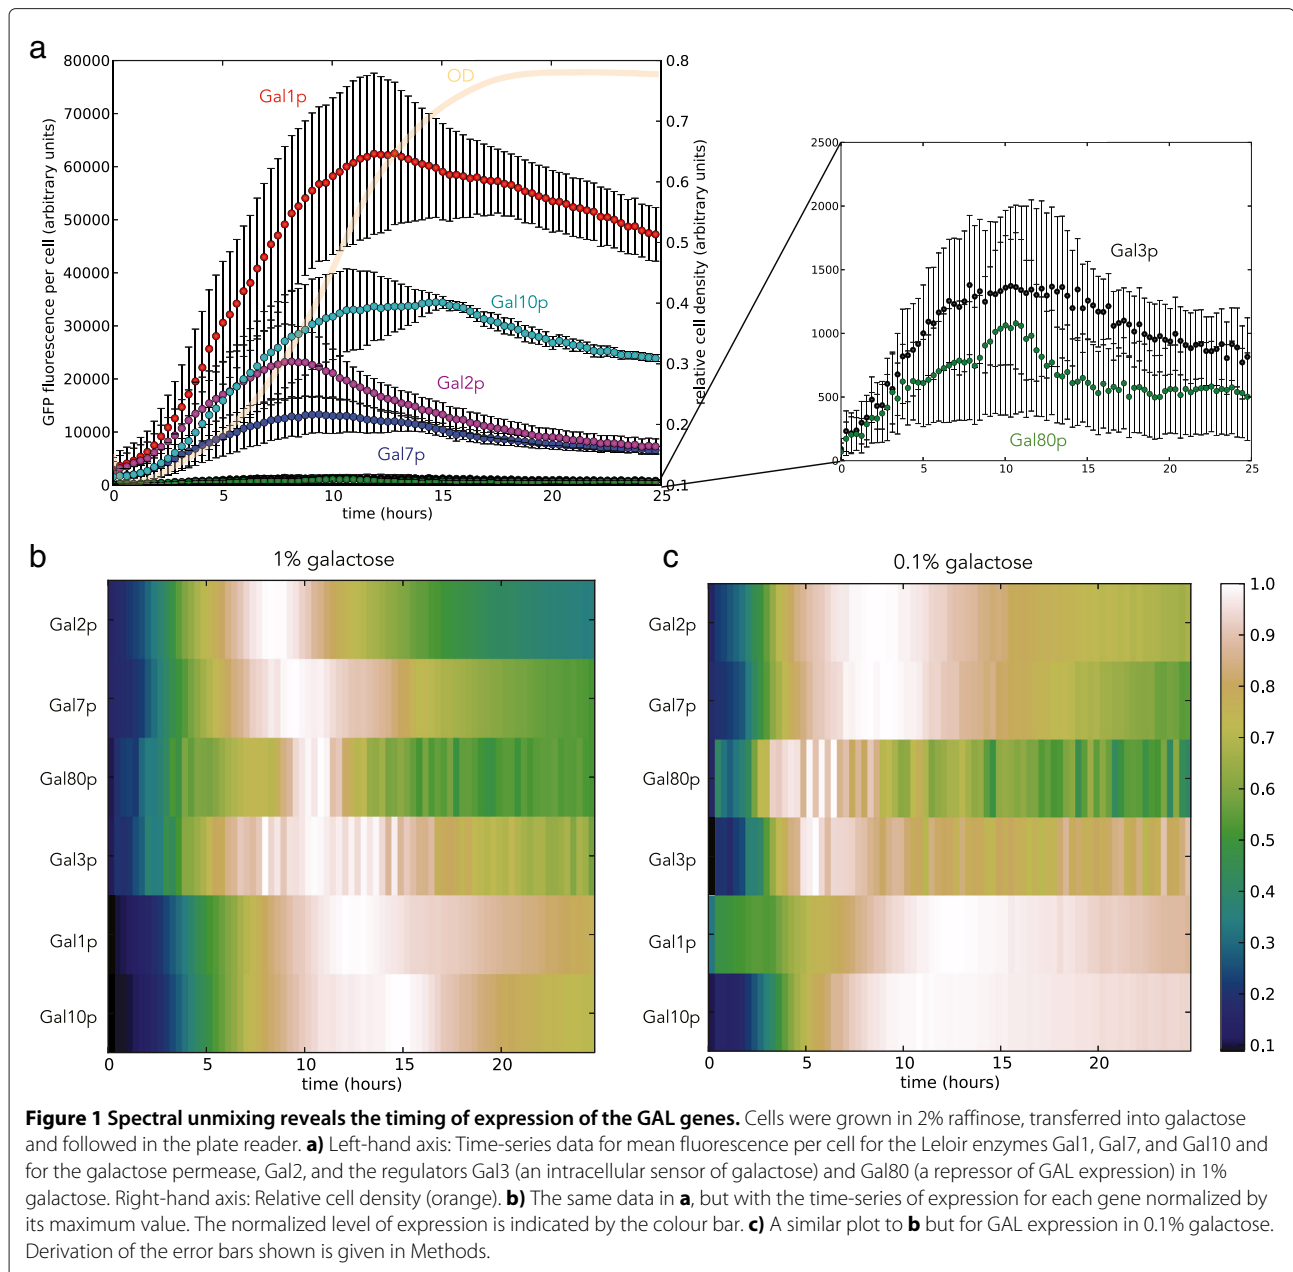 a
80000
70000
60000
50000
40000
30000
20000
10000
0
GFP fluorescence per cell (arbitrary units)
0 5 10 15 20 25
time (hours)
0.8
0.7
0.6
0.5
0.4
0.3
0.2
0.1
relative cell density (arbitrary units)
OD
Gal1p
Gal10p
Gal2p
Gal7p
2500
2000
1500
1000
500
0
0 5 10 15 20 25
Gal3p
Gal80p
b
1% galactose
Gal2p
Gal7p
Gal80p
Gal3p
Gal1p
Gal10p
0 5 10 15 20
time (hours)
c
0.1% galactose
Gal2p
Gal7p
Gal80p
Gal3p
Gal1p
Gal10p
0 5 10 15 20
time (hours)
1.0
0.9
0.8
0.7
0.6
0.5
0.4
0.3
0.2
0.1
Figure 1 Spectral unmixing reveals the timing of expression of the GAL genes. Cells were grown in 2% raffinose, transferred into galactose
and followed in the plate reader. a) Left-hand axis: Time-series data for mean fluorescence per cell for the Leloir enzymes Gal1, Gal7, and Gal10 and
for the galactose permease, Gal2, and the regulators Gal3 (an intracellular sensor of galactose) and Gal80 (a repressor of GAL expression) in 1%
galactose. Right-hand axis: Relative cell density (orange). b) The same data in a, but with the time-series of expression for each gene normalized by
its maximum value. The normalized level of expression is indicated by the colour bar. c) A similar plot to b but for GAL expression in 0.1% galactose.
Derivation of the error bars shown is given in Methods.